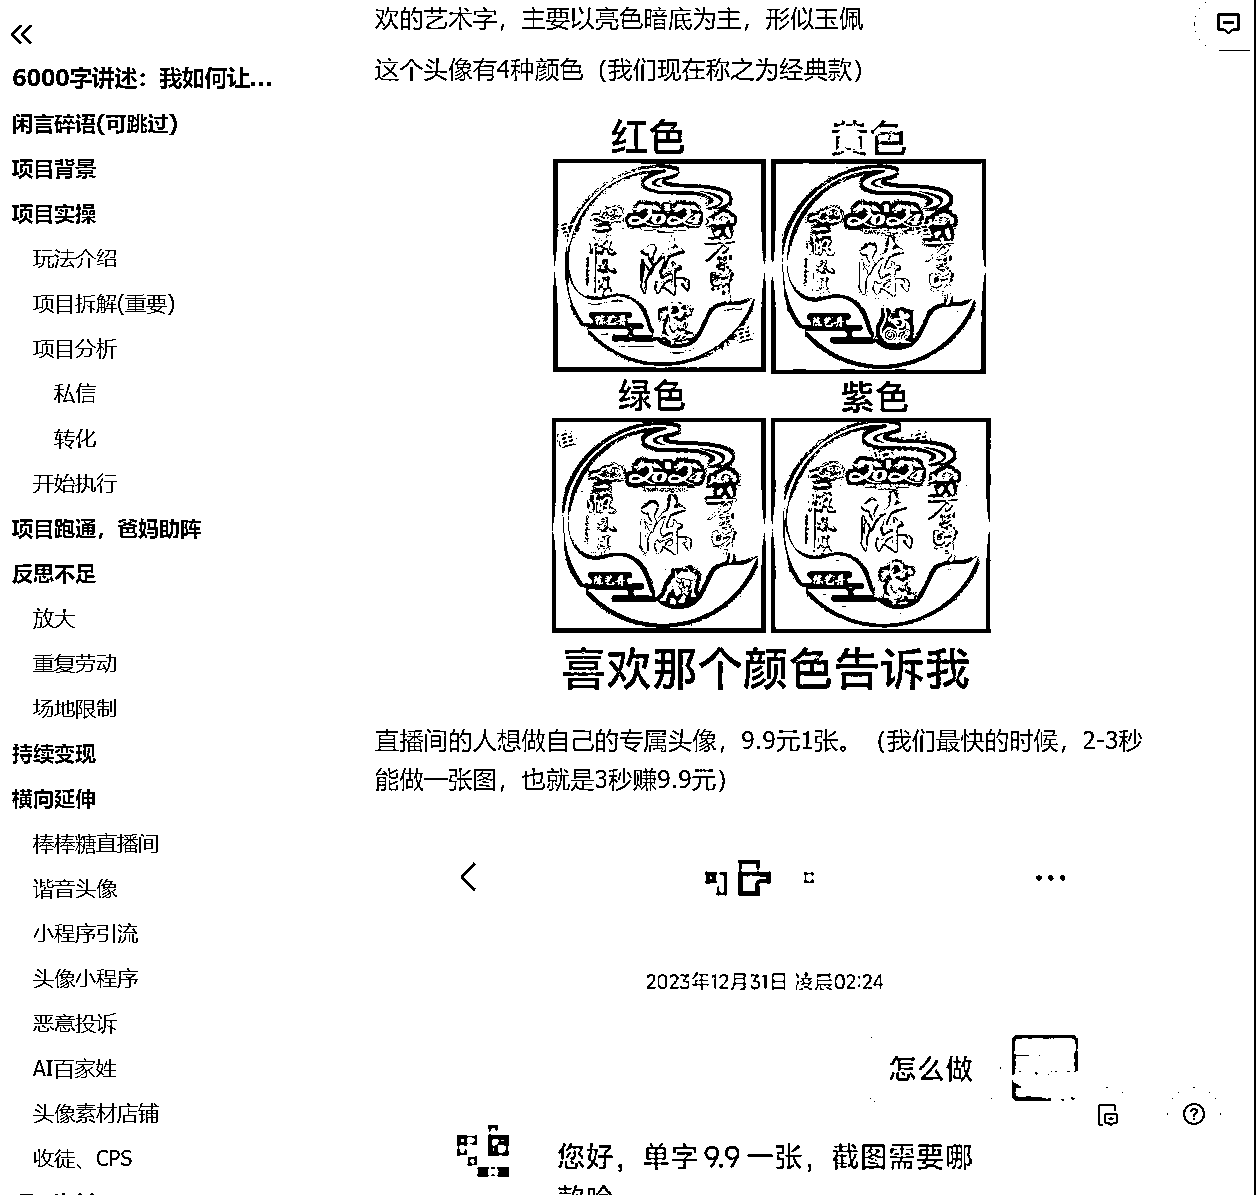 6000字讲述：我如何让...
闲言碎语(可跳过)
项目背景
项目实操
玩法介绍
项目拆解(重要)
项目分析
私信
转化
开始执行
项目跑通，爸妈助阵
反思不足
放大
重复劳动
场地限制
持续变现
横向延伸
棒棒糖直播间
谐音头像
小程序引流
头像小程序
恶意投诉
AI百家姓
头像素材店铺
收徒、CPS
欢的艺术字，主要以亮色暗底为主，形似玉佩
这个头像有4种颜色（我们现在称之为经典款）
红色
黄色
2024
陈
2024
陈
绿色
紫色
2024
陈
2024
陈
喜欢那个颜色告诉我
直播间的人想做自己的专属头像，9.9元1张。（我们最快的时候，2-3秒
能做一张图，也就是3秒赚9.9元）
2023年12月31日 凌晨02:24
怎么做
您好，单字 9.9 一张，截图需要哪
款哈